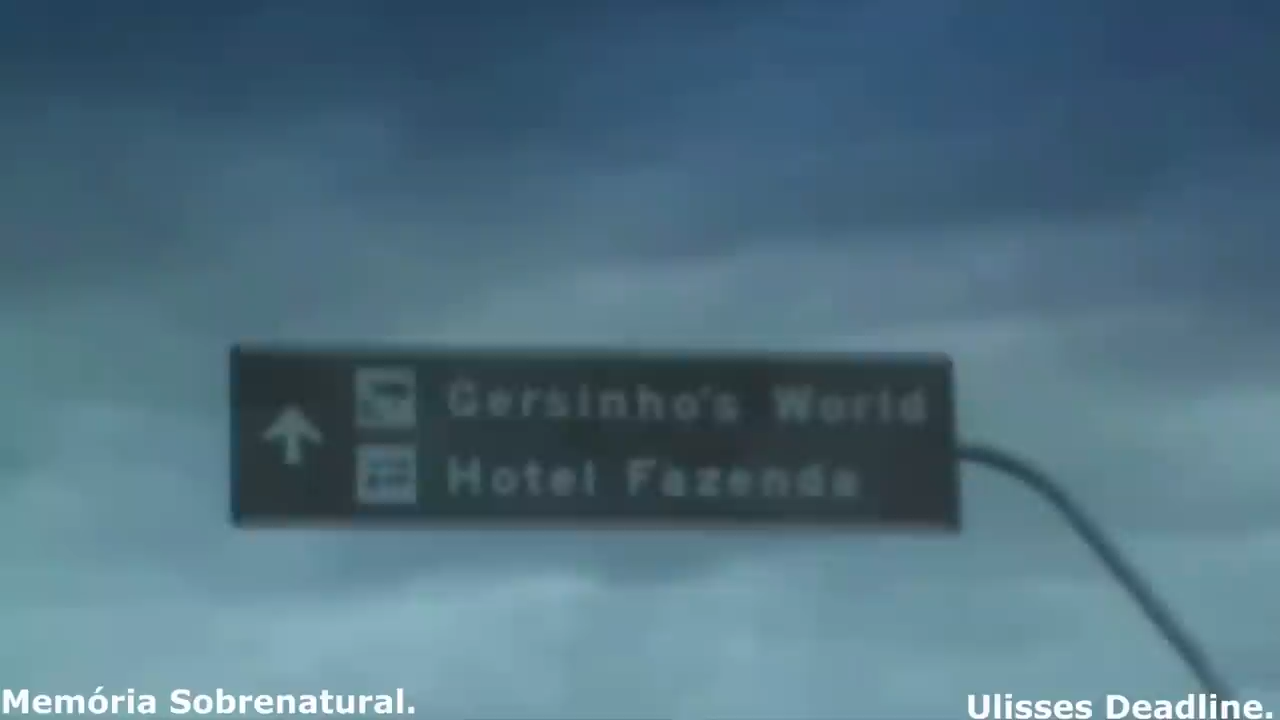 Gersinho's World
Hotel Fazenda
Memória Sobrenatural.
Ulisses Deadline.